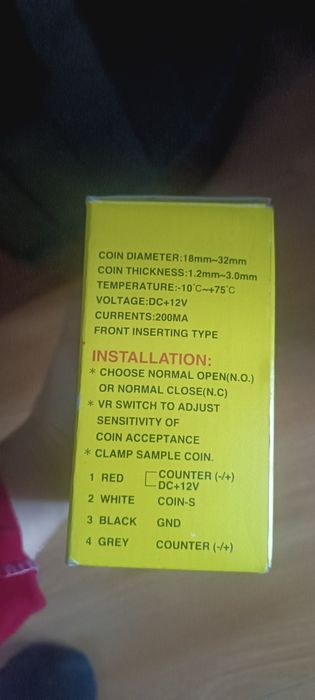 COIN DIAMETER:18mm~32mm
COIN THICKNESS:1.2mm~3.0mm
TEMPERATURE:-10°C~+75°C
VOLTAGE:DC+12V
CURRENTS:200MA
FRONT INSERTING TYPE
INSTALLATION:
* CHOOSE NORMAL OPEN(N.O.)
OR NORMAL CLOSE(N.C)
* VR SWITCH TO ADJUST
SENSITIVITY OF
COIN ACCEPTANCE
* CLAMP SAMPLE COIN.
1 RED COUNTER (-/+)
DC+12V
2 WHITE COIN-S
3 BLACK GND
4 GREY COUNTER (-/+)